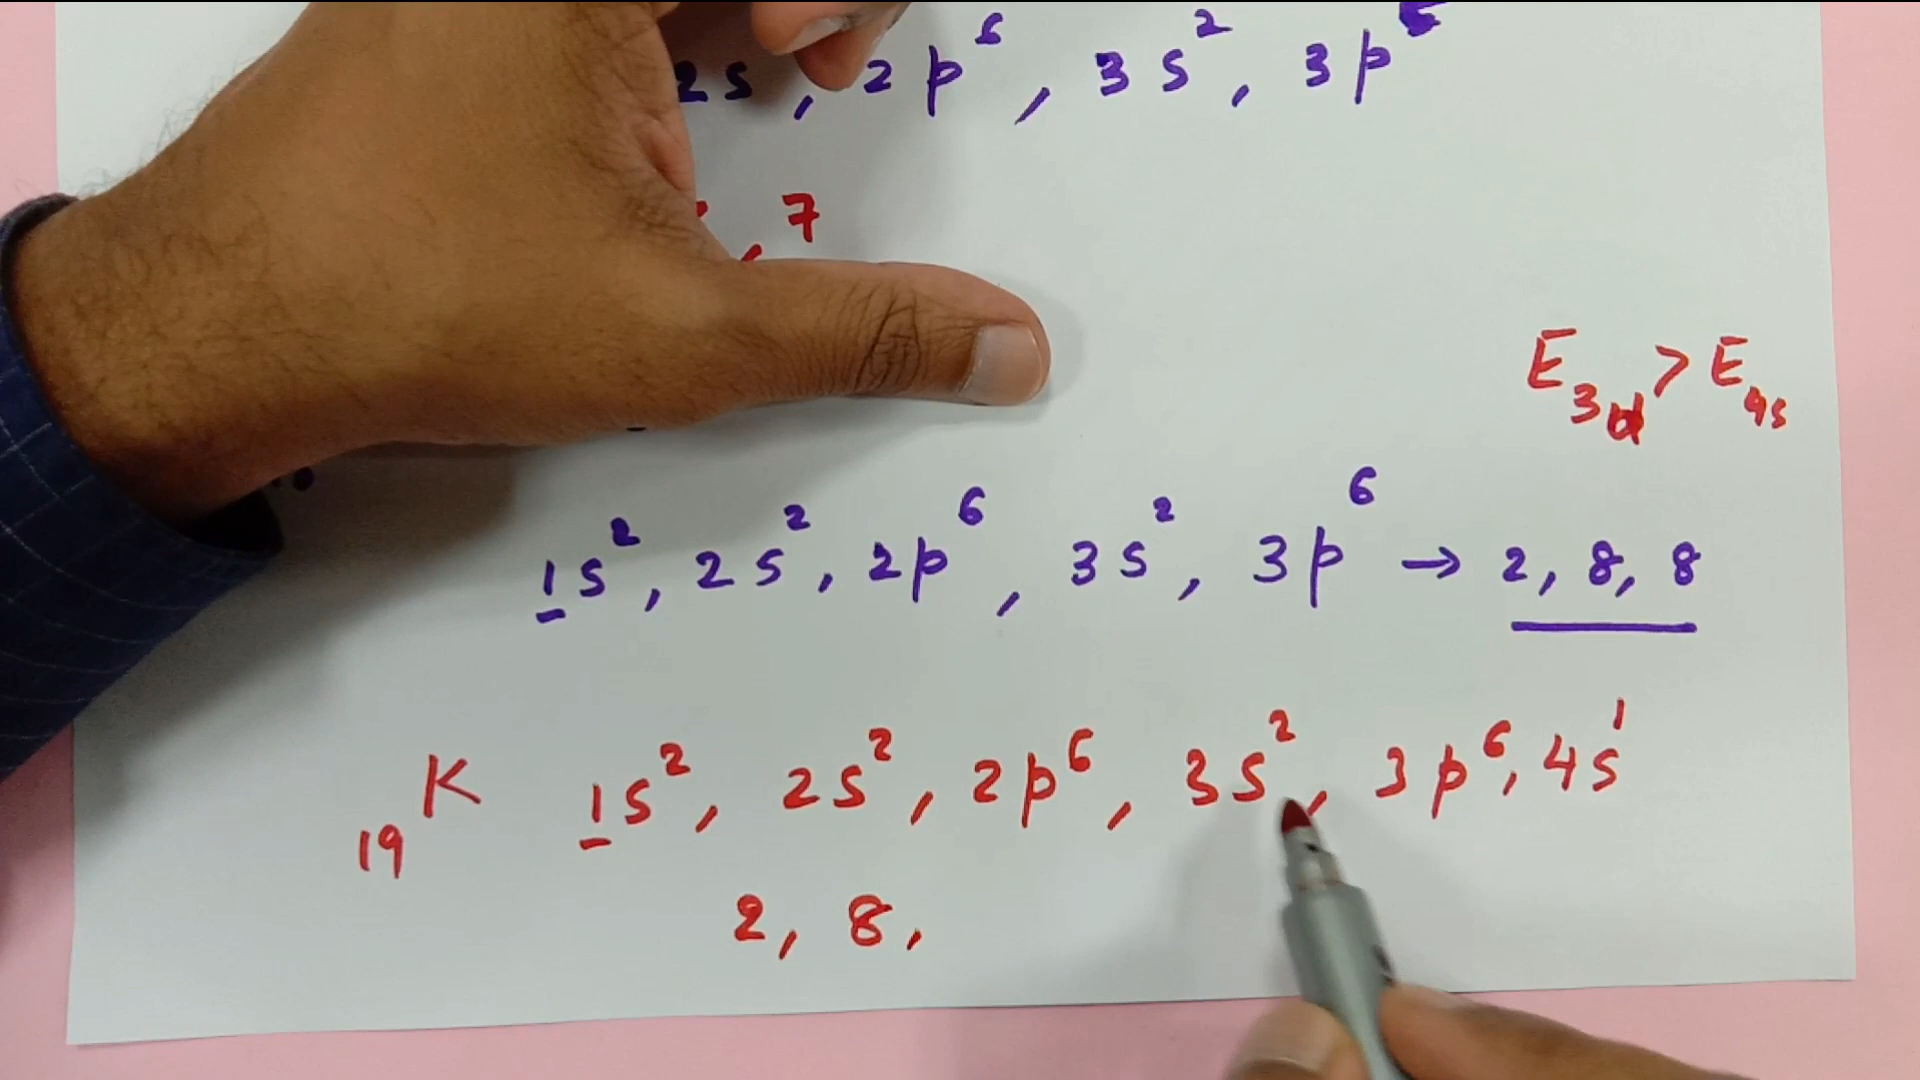 2s, 2p⁶, 3s², 3p⁵
, 7
E₃d > E₄s
1s², 2s², 2p⁶, 3s², 3p⁶ → 2, 8, 8
₁₉K 1s², 2s², 2p⁶, 3s², 3p⁶, 4s¹
2, 8,